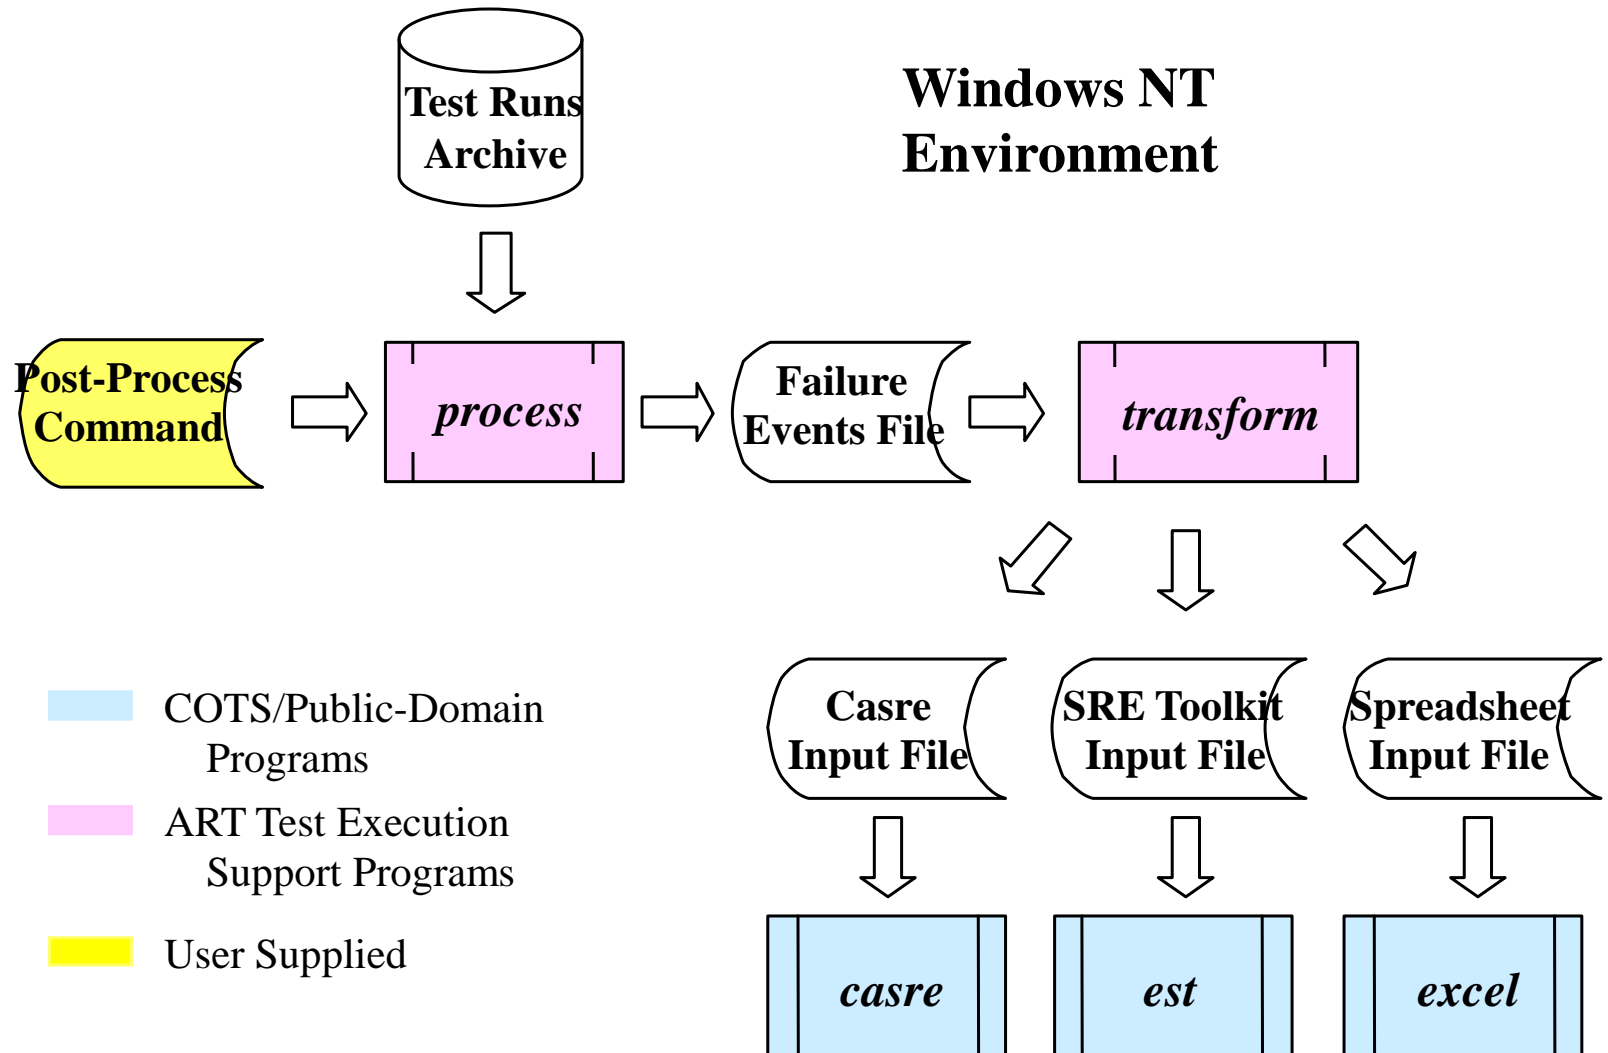 Test Runs
Archive
Windows NT
Environment
Post-Process
Command
process
Failure
Events File
transform
Casre
Input File
SRE Toolkit
Input File
Spreadsheet
Input File
COTS/Public-Domain
Programs
ART Test Execution
Support Programs
User Supplied
casre
est
excel